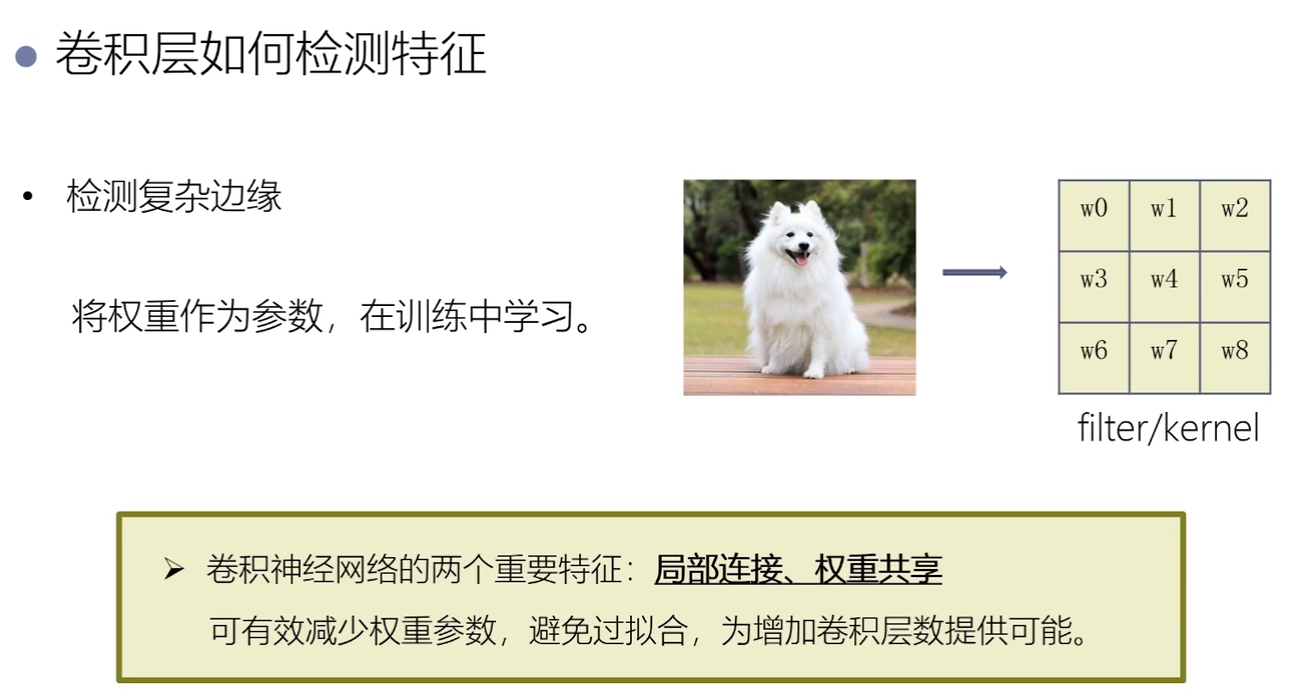 卷积层如何检测特征
检测复杂边缘
将权重作为参数，在训练中学习。
w0 w1 w2
w3 w4 w5
w6 w7 w8
filter/kernel
卷积神经网络的两个重要特征：局部连接、权重共享
可有效减少权重参数，避免过拟合，为增加卷积层数提供可能。